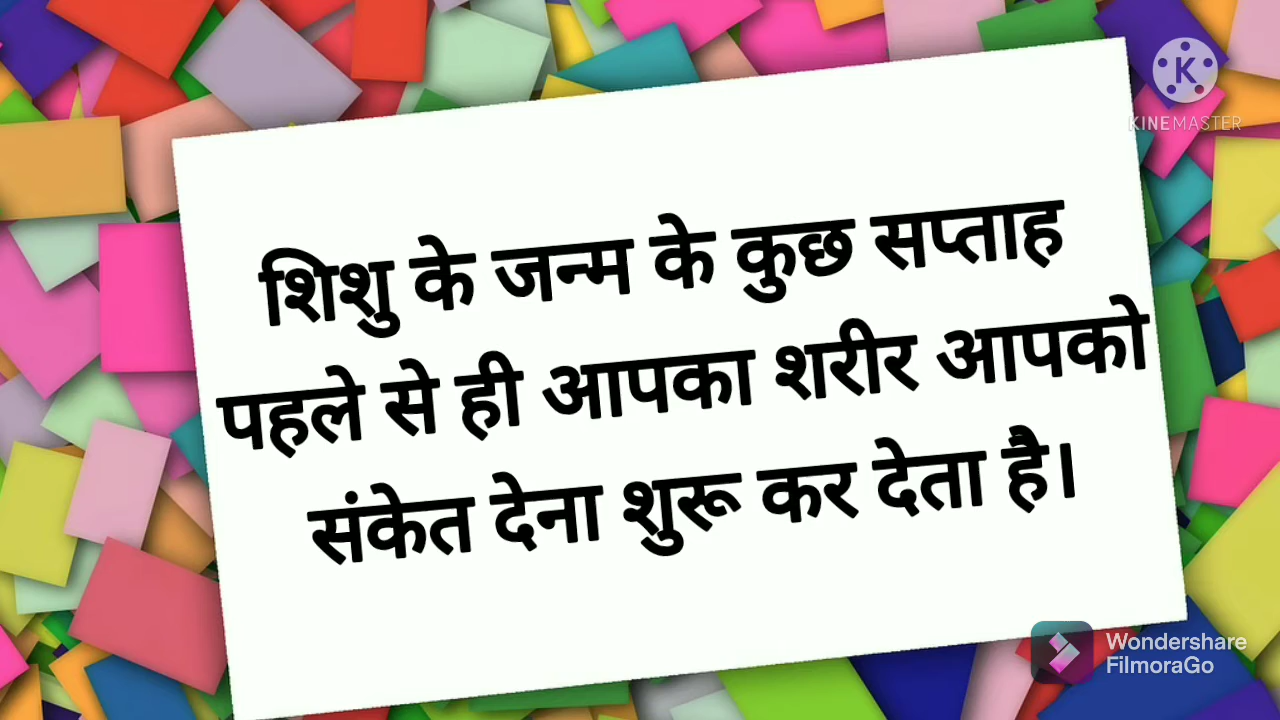 KINEMASTER
शिशु के जन्म के कुछ सप्ताह
पहले से ही आपका शरीर आपको
संकेत देना शुरू कर देता है।
Wondershare
FilmoraGo